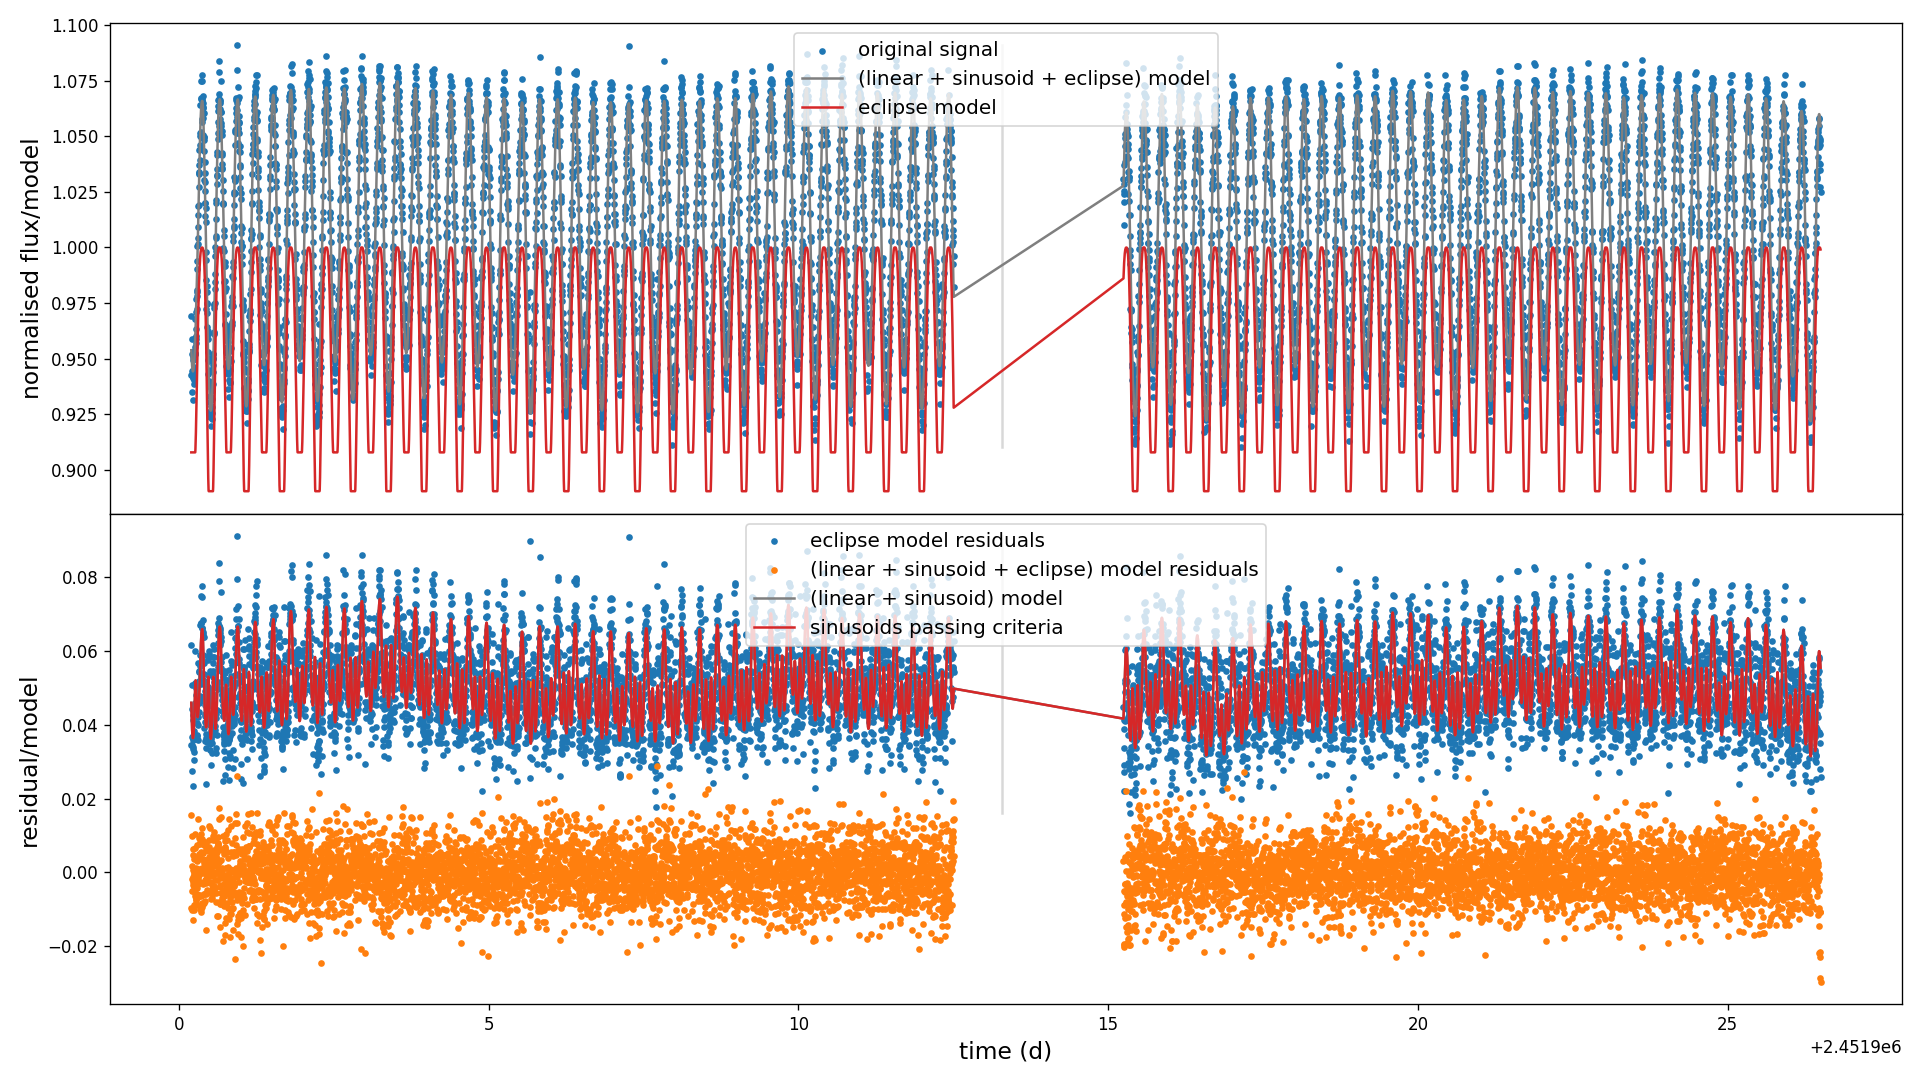 normalised flux/model
1.100
1.075
1.050
1.025
1.000
0.975
0.950
0.925
0.900
original signal
(linear + sinusoid + eclipse) model
eclipse model
residual/model
0.08
0.06
0.04
0.02
0.00
−0.02
eclipse model residuals
(linear + sinusoid + eclipse) model residuals
(linear + sinusoid) model
sinusoids passing criteria
0 5 10 15 20 25
time (d)
+2.4519e6